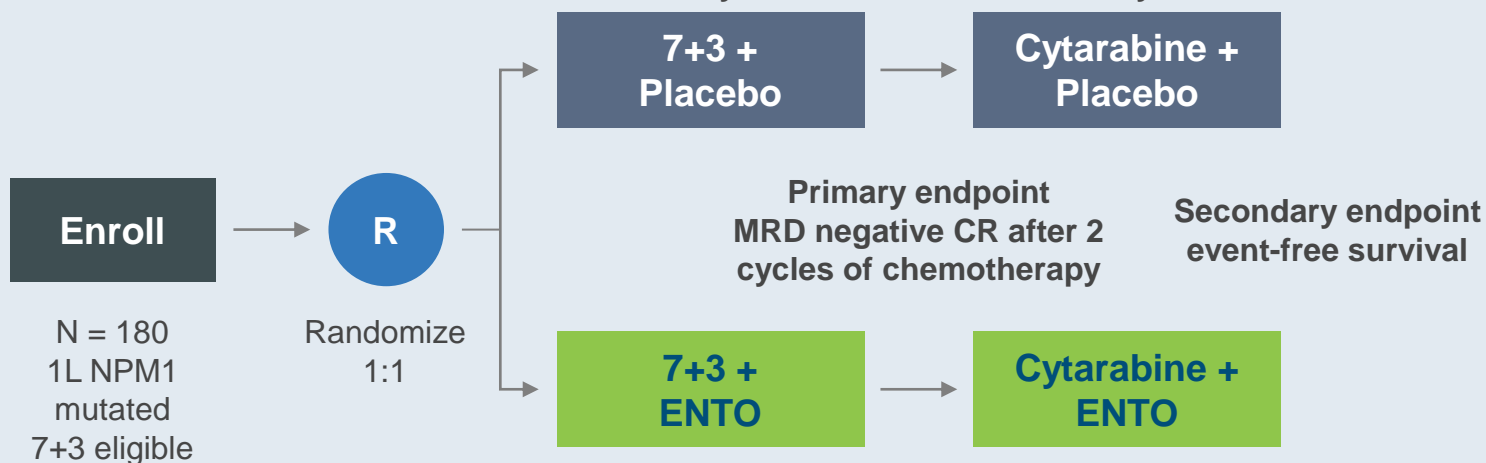 7+3 +
Placebo
Cytarabine +
Placebo
Enroll
R
Primary endpoint
MRD negative CR after 2
cycles of chemotherapy
Secondary endpoint
event-free survival
N = 180
1L NPM1
mutated
7+3 eligible
Randomize
1:1
7+3 +
ENTO
Cytarabine +
ENTO